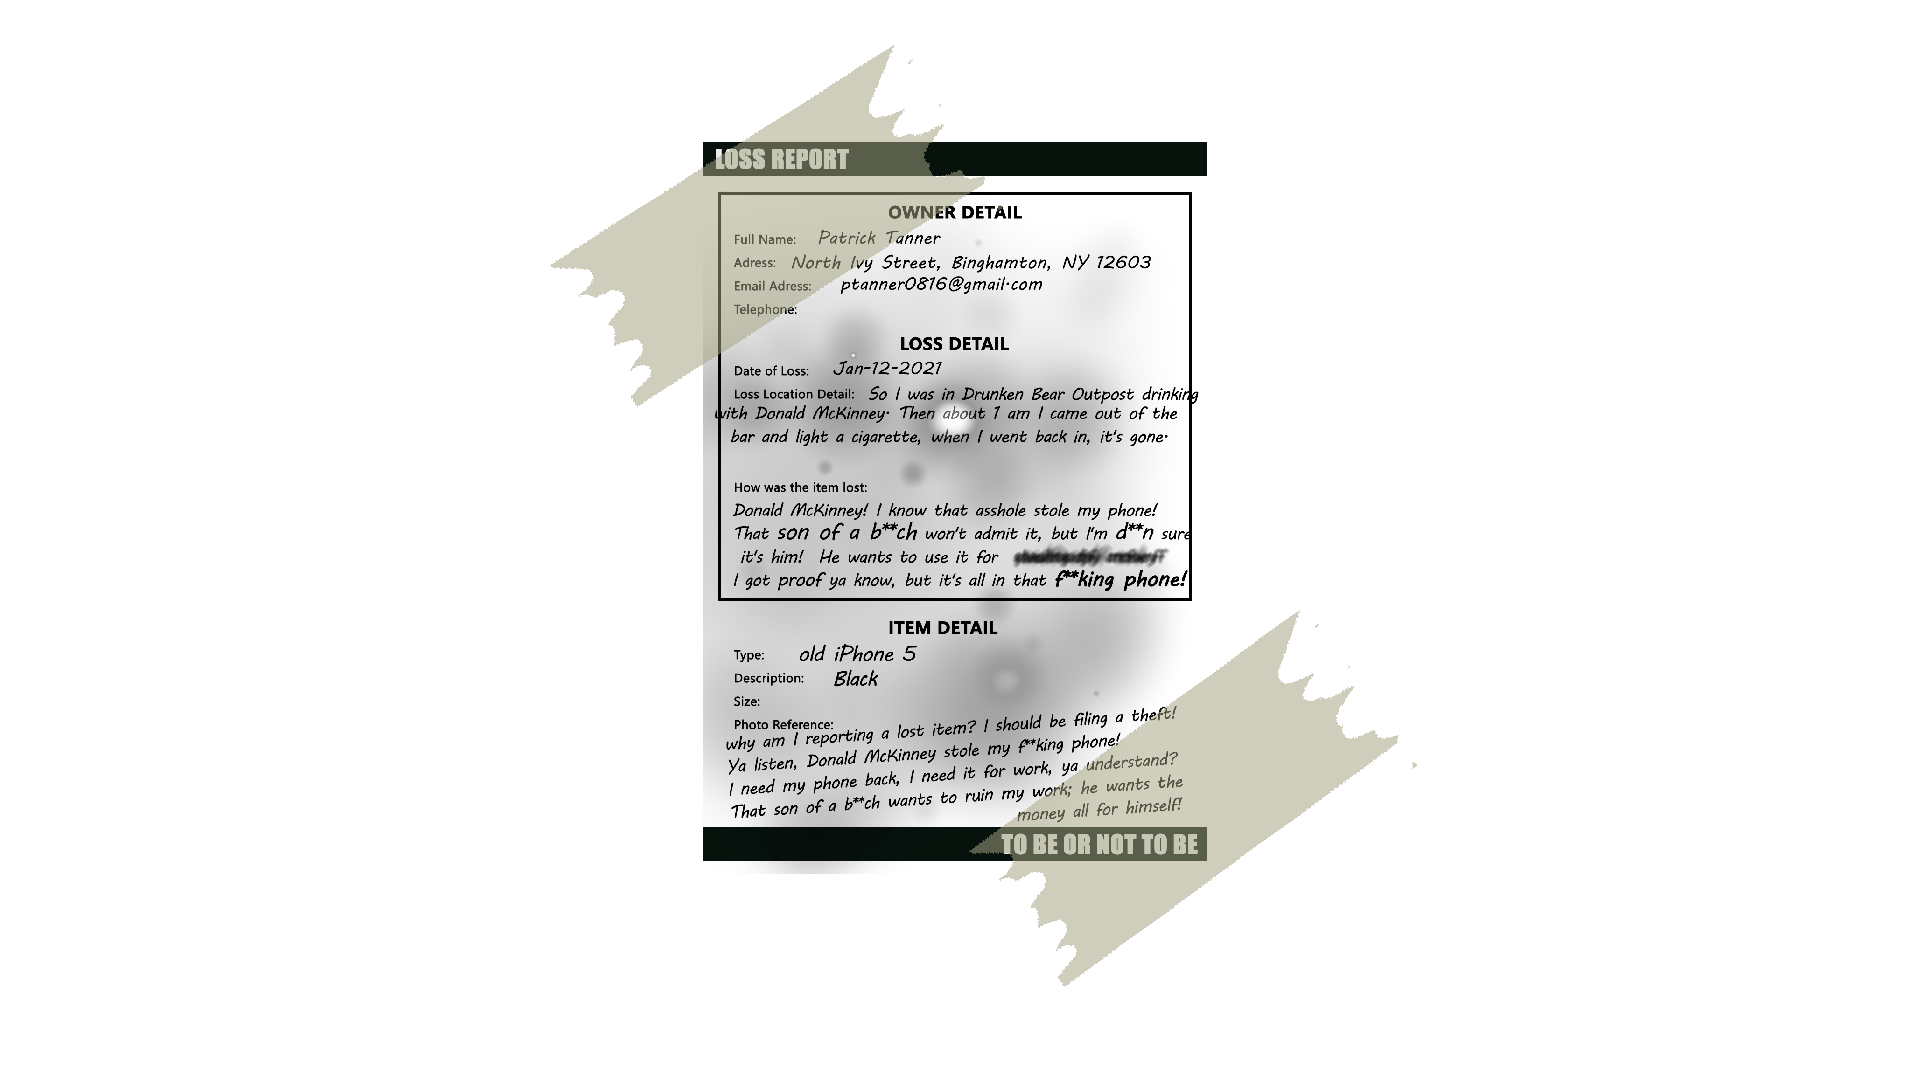 LOSS REPORT
OWNER DETAIL
Full Name: Patrick Tanner
Adress: North Ivy Street, Binghamton, NY 12603
Email Adress: ptanner0816@gmail.com
Telephone:
LOSS DETAIL
Date of Loss: Jan-12-2021
Loss Location Detail: So I was in Drunken Bear Outpost drinking
with Donald McKinney. Then about 1 am I came out of the
bar and light a cigarette, when I went back in, it's gone.
How was the item lost:
Donald McKinney! I know that asshole stole my phone!
That son of a b**ch won't admit it, but I'm d**n sure
it's him! He wants to use it for
I got proof ya know, but it's all in that f**king phone!
ITEM DETAIL
Type: old iPhone 5
Description: Black
Size:
Photo Reference:
why am I reporting a lost item? I should be filing a theft!
Ya listen, Donald McKinney stole my f**king phone!
I need my phone back, I need it for work, ya understand?
That son of a b**ch wants to ruin my work; he wants the
money all for himself!
TO BE OR NOT TO BE